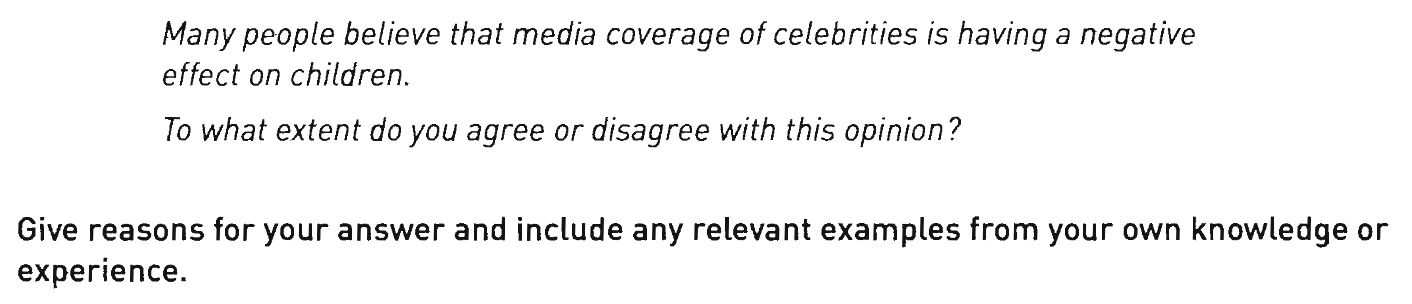 Many people believe that media coverage of celebrities is having a negative
effect on children.
To what extent do you agree or disagree with this opinion?
Give reasons for your answer and include any relevant examples from your own knowledge or
experience.